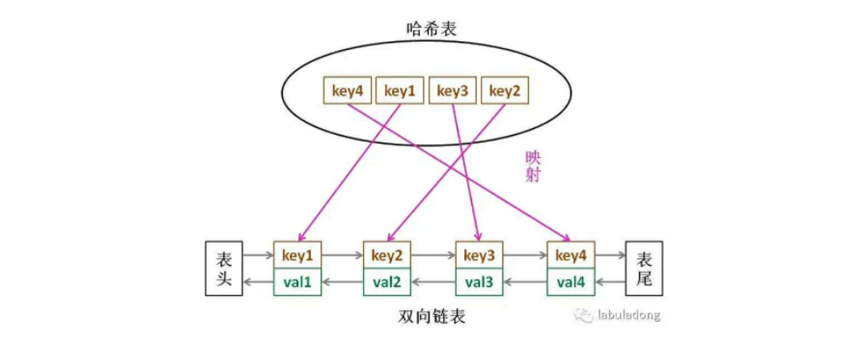 哈希表
key4 key1 key3 key2
映射
表头 key1 key2 key3 key4 表尾
val1 val2 val3 val4
双向链表
labuladong